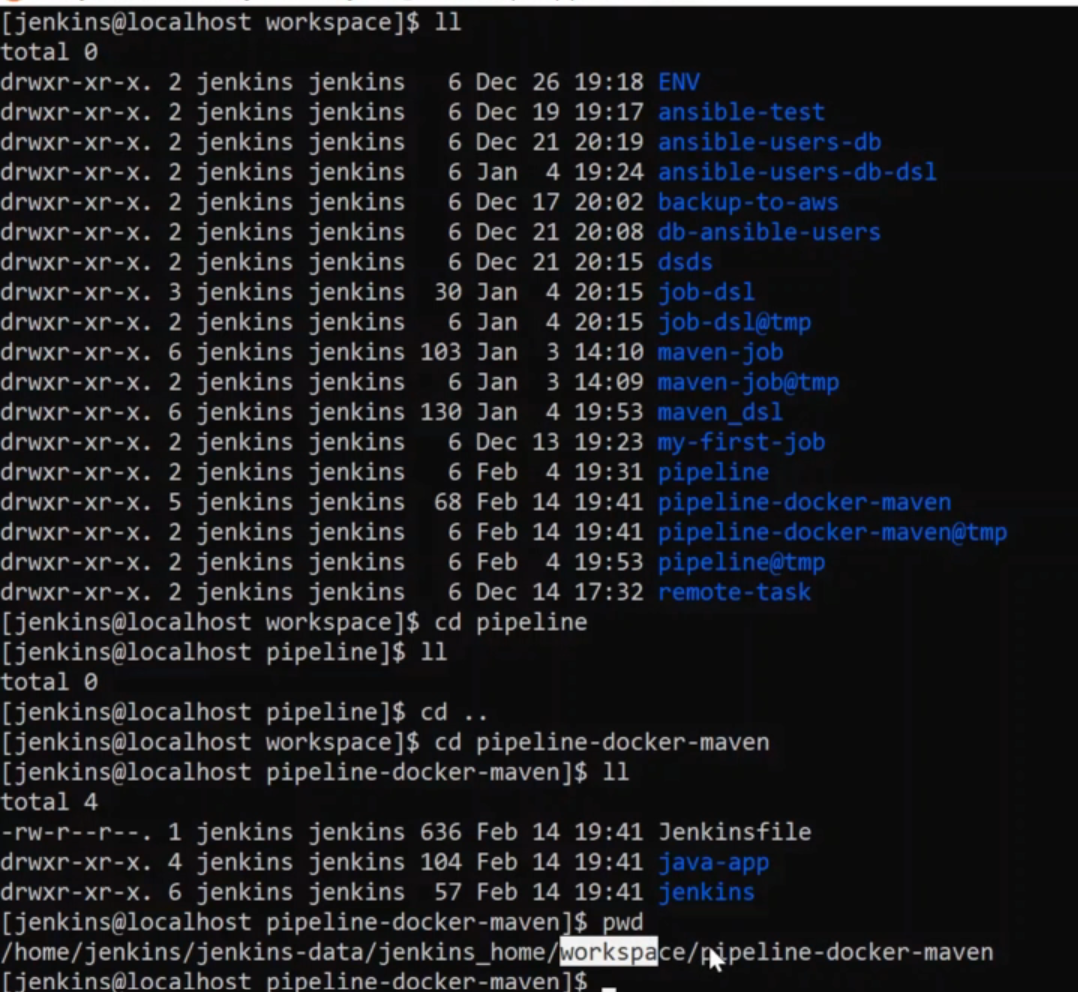 [jenkins@localhost workspace]$ ll
total 0
drwxr-xr-x. 2 jenkins jenkins   6 Dec 26 19:18 ENV
drwxr-xr-x. 2 jenkins jenkins   6 Dec 19 19:17 ansible-test
drwxr-xr-x. 2 jenkins jenkins   6 Dec 21 20:19 ansible-users-db
drwxr-xr-x. 2 jenkins jenkins   6 Jan  4 19:24 ansible-users-db-dsl
drwxr-xr-x. 2 jenkins jenkins   6 Dec 17 20:02 backup-to-aws
drwxr-xr-x. 2 jenkins jenkins   6 Dec 21 20:08 db-ansible-users
drwxr-xr-x. 2 jenkins jenkins   6 Dec 21 20:15 dsds
drwxr-xr-x. 3 jenkins jenkins  30 Jan  4 20:15 job-dsl
drwxr-xr-x. 2 jenkins jenkins   6 Jan  4 20:15 job-dsl@tmp
drwxr-xr-x. 6 jenkins jenkins 103 Jan  3 14:10 maven-job
drwxr-xr-x. 2 jenkins jenkins   6 Jan  3 14:09 maven-job@tmp
drwxr-xr-x. 6 jenkins jenkins 130 Jan  4 19:53 maven_dsl
drwxr-xr-x. 2 jenkins jenkins   6 Dec 13 19:23 my-first-job
drwxr-xr-x. 2 jenkins jenkins   6 Feb  4 19:31 pipeline
drwxr-xr-x. 5 jenkins jenkins  68 Feb 14 19:41 pipeline-docker-maven
drwxr-xr-x. 2 jenkins jenkins   6 Feb 14 19:41 pipeline-docker-maven@tmp
drwxr-xr-x. 2 jenkins jenkins   6 Feb  4 19:53 pipeline@tmp
drwxr-xr-x. 2 jenkins jenkins   6 Dec 14 17:32 remote-task
[jenkins@localhost workspace]$ cd pipeline
[jenkins@localhost pipeline]$ ll
total 0
[jenkins@localhost pipeline]$ cd ..
[jenkins@localhost workspace]$ cd pipeline-docker-maven
[jenkins@localhost pipeline-docker-maven]$ ll
total 4
-rw-r--r--. 1 jenkins jenkins 636 Feb 14 19:41 Jenkinsfile
drwxr-xr-x. 4 jenkins jenkins 104 Feb 14 19:41 java-app
drwxr-xr-x. 6 jenkins jenkins  57 Feb 14 19:41 jenkins
[jenkins@localhost pipeline-docker-maven]$ pwd
/home/jenkins/jenkins-data/jenkins_home/workspace/pipeline-docker-maven
[jenkins@localhost pipeline-docker-maven]$